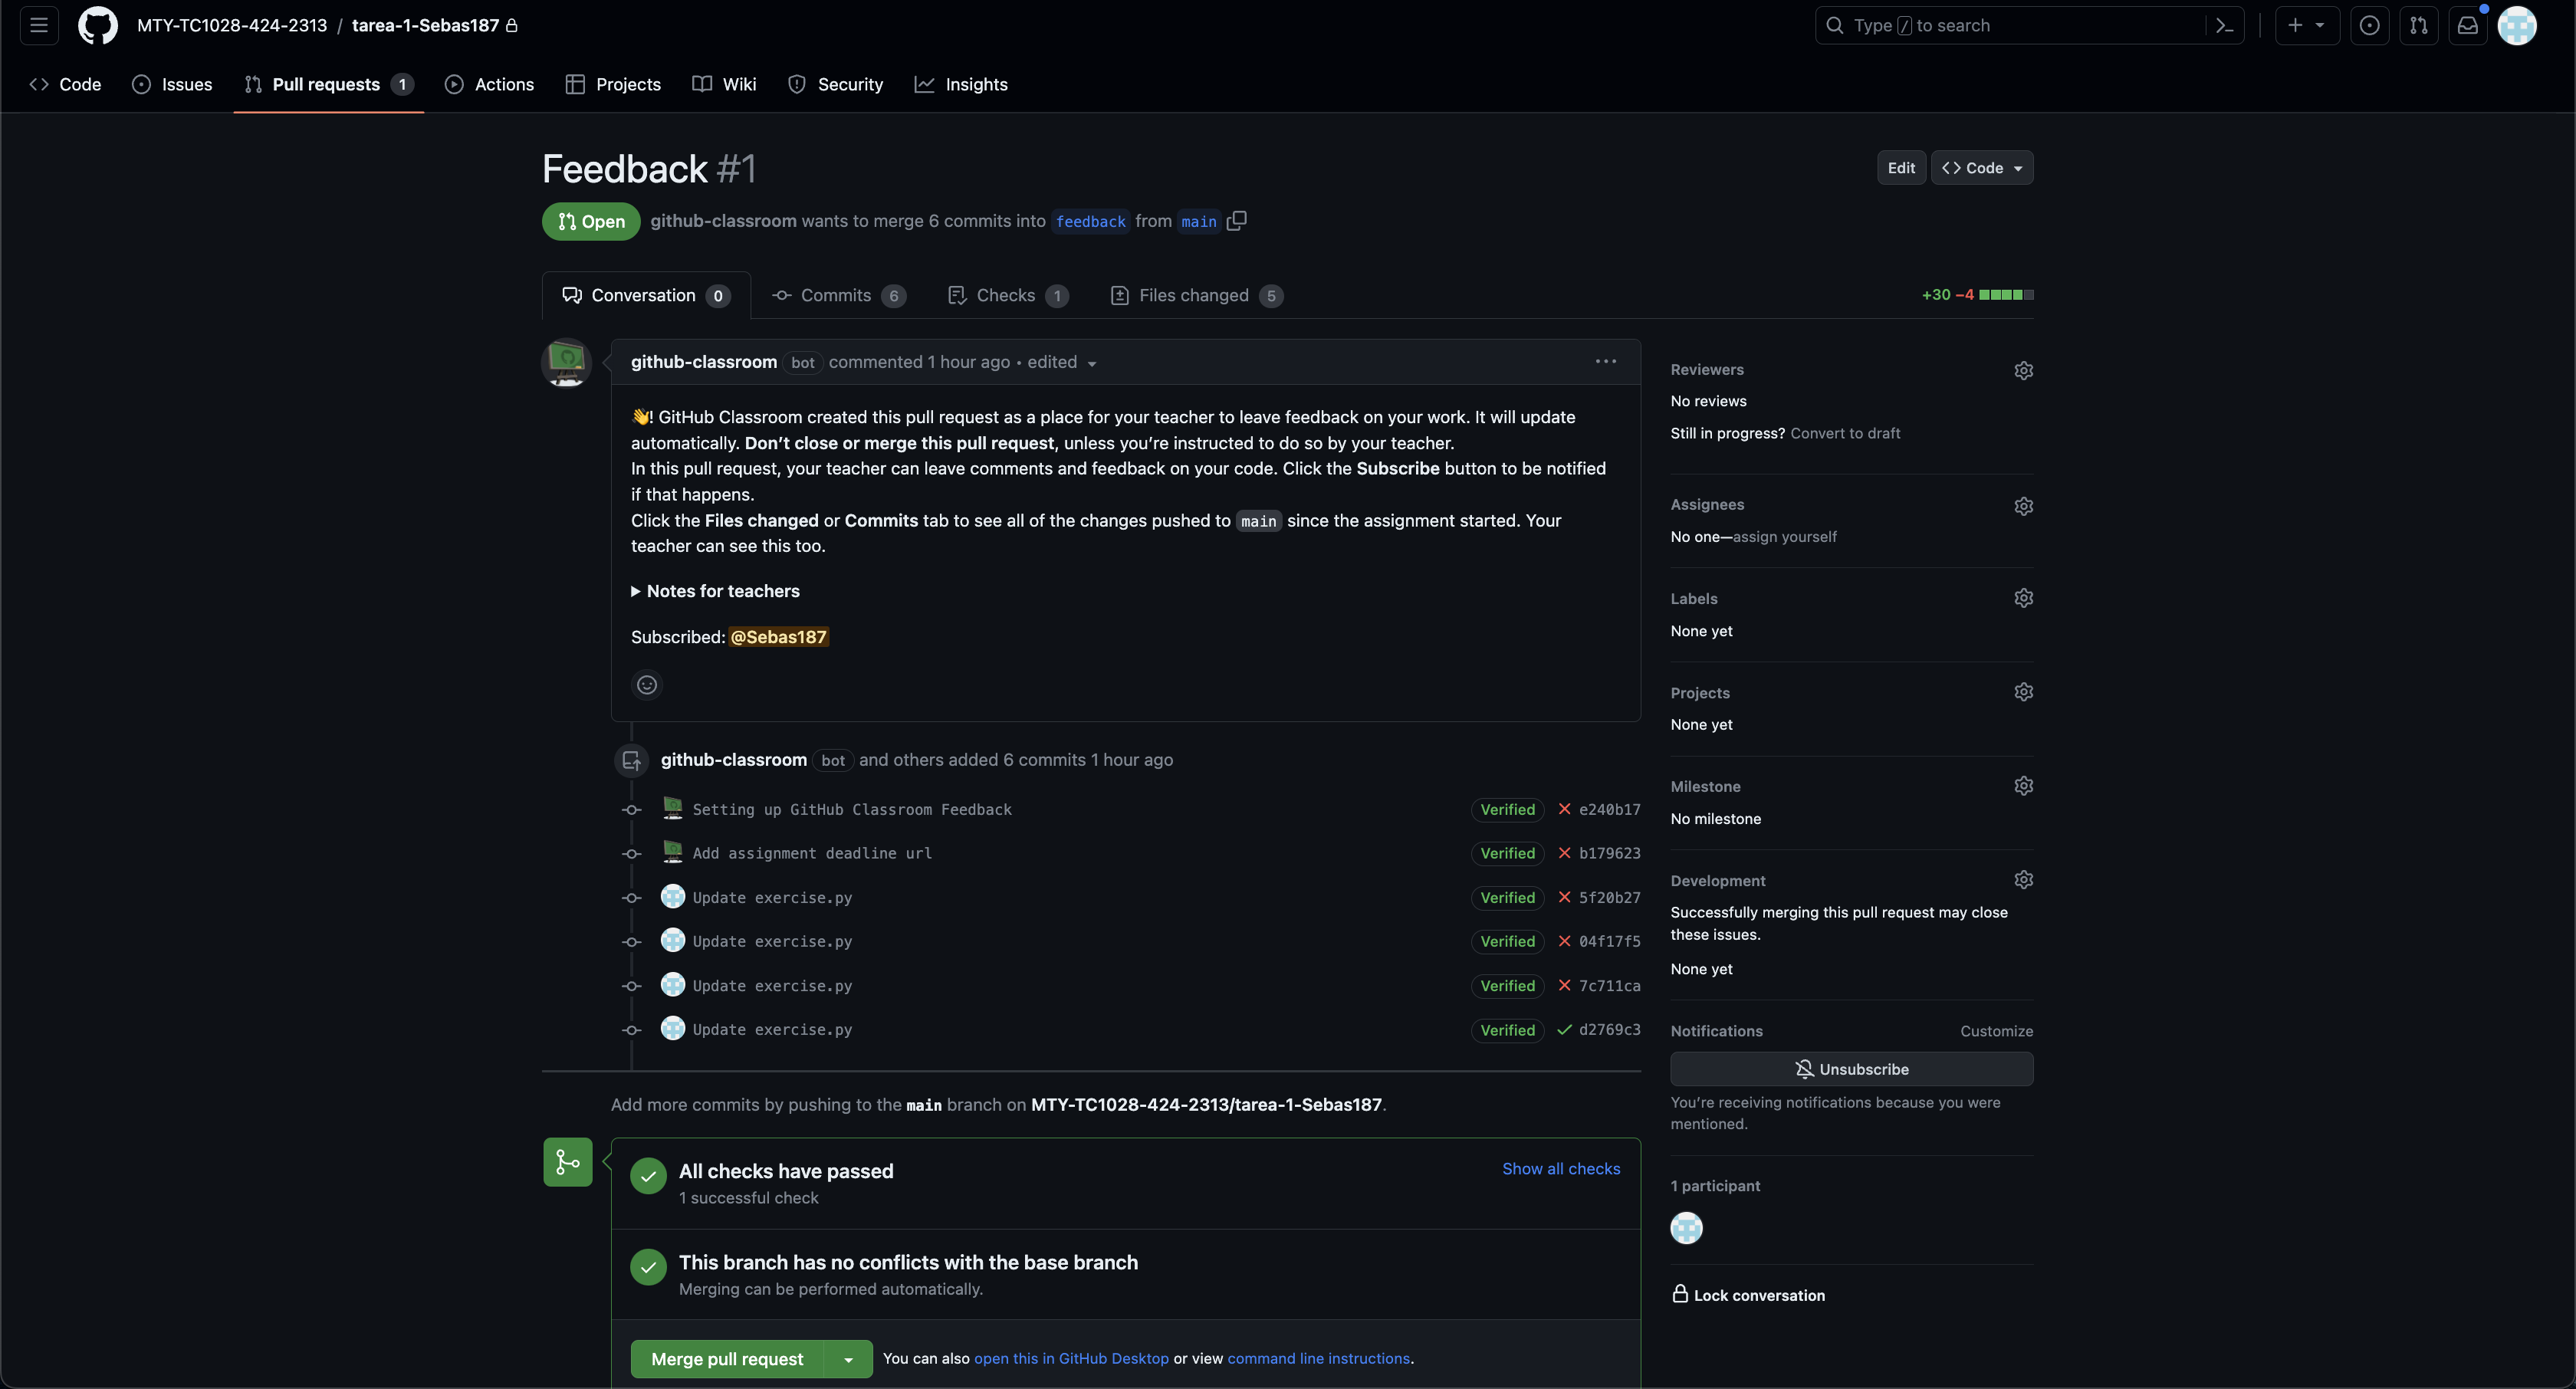 MTY-TC1028-424-2313 / tarea-1-Sebas187
Type / to search
Code
Issues
Pull requests 1
Actions
Projects
Wiki
Security
Insights
Feedback #1
Edit
Code
Open
github-classroom wants to merge 6 commits into feedback from main
Conversation 0
Commits 6
Checks 1
Files changed 5
+30 −4
github-classroom bot commented 1 hour ago • edited
👋! GitHub Classroom created this pull request as a place for your teacher to leave feedback on your work. It will update
automatically. Don’t close or merge this pull request, unless you’re instructed to do so by your teacher.
In this pull request, your teacher can leave comments and feedback on your code. Click the Subscribe button to be notified
if that happens.
Click the Files changed or Commits tab to see all of the changes pushed to main since the assignment started. Your
teacher can see this too.
Notes for teachers
Subscribed: @Sebas187
github-classroom bot and others added 6 commits 1 hour ago
Setting up GitHub Classroom Feedback Verified e240b17
Add assignment deadline url Verified b179623
Update exercise.py Verified 5f20b27
Update exercise.py Verified 04f17f5
Update exercise.py Verified 7c711ca
Update exercise.py Verified d2769c3
Add more commits by pushing to the main branch on MTY-TC1028-424-2313/tarea-1-Sebas187.
All checks have passed
1 successful check
Show all checks
This branch has no conflicts with the base branch
Merging can be performed automatically.
Merge pull request
You can also open this in GitHub Desktop or view command line instructions.
Reviewers
No reviews
Still in progress? Convert to draft
Assignees
No one—assign yourself
Labels
None yet
Projects
None yet
Milestone
No milestone
Development
Successfully merging this pull request may close
these issues.
None yet
Notifications
Customize
Unsubscribe
You’re receiving notifications because you were
mentioned.
1 participant
Lock conversation